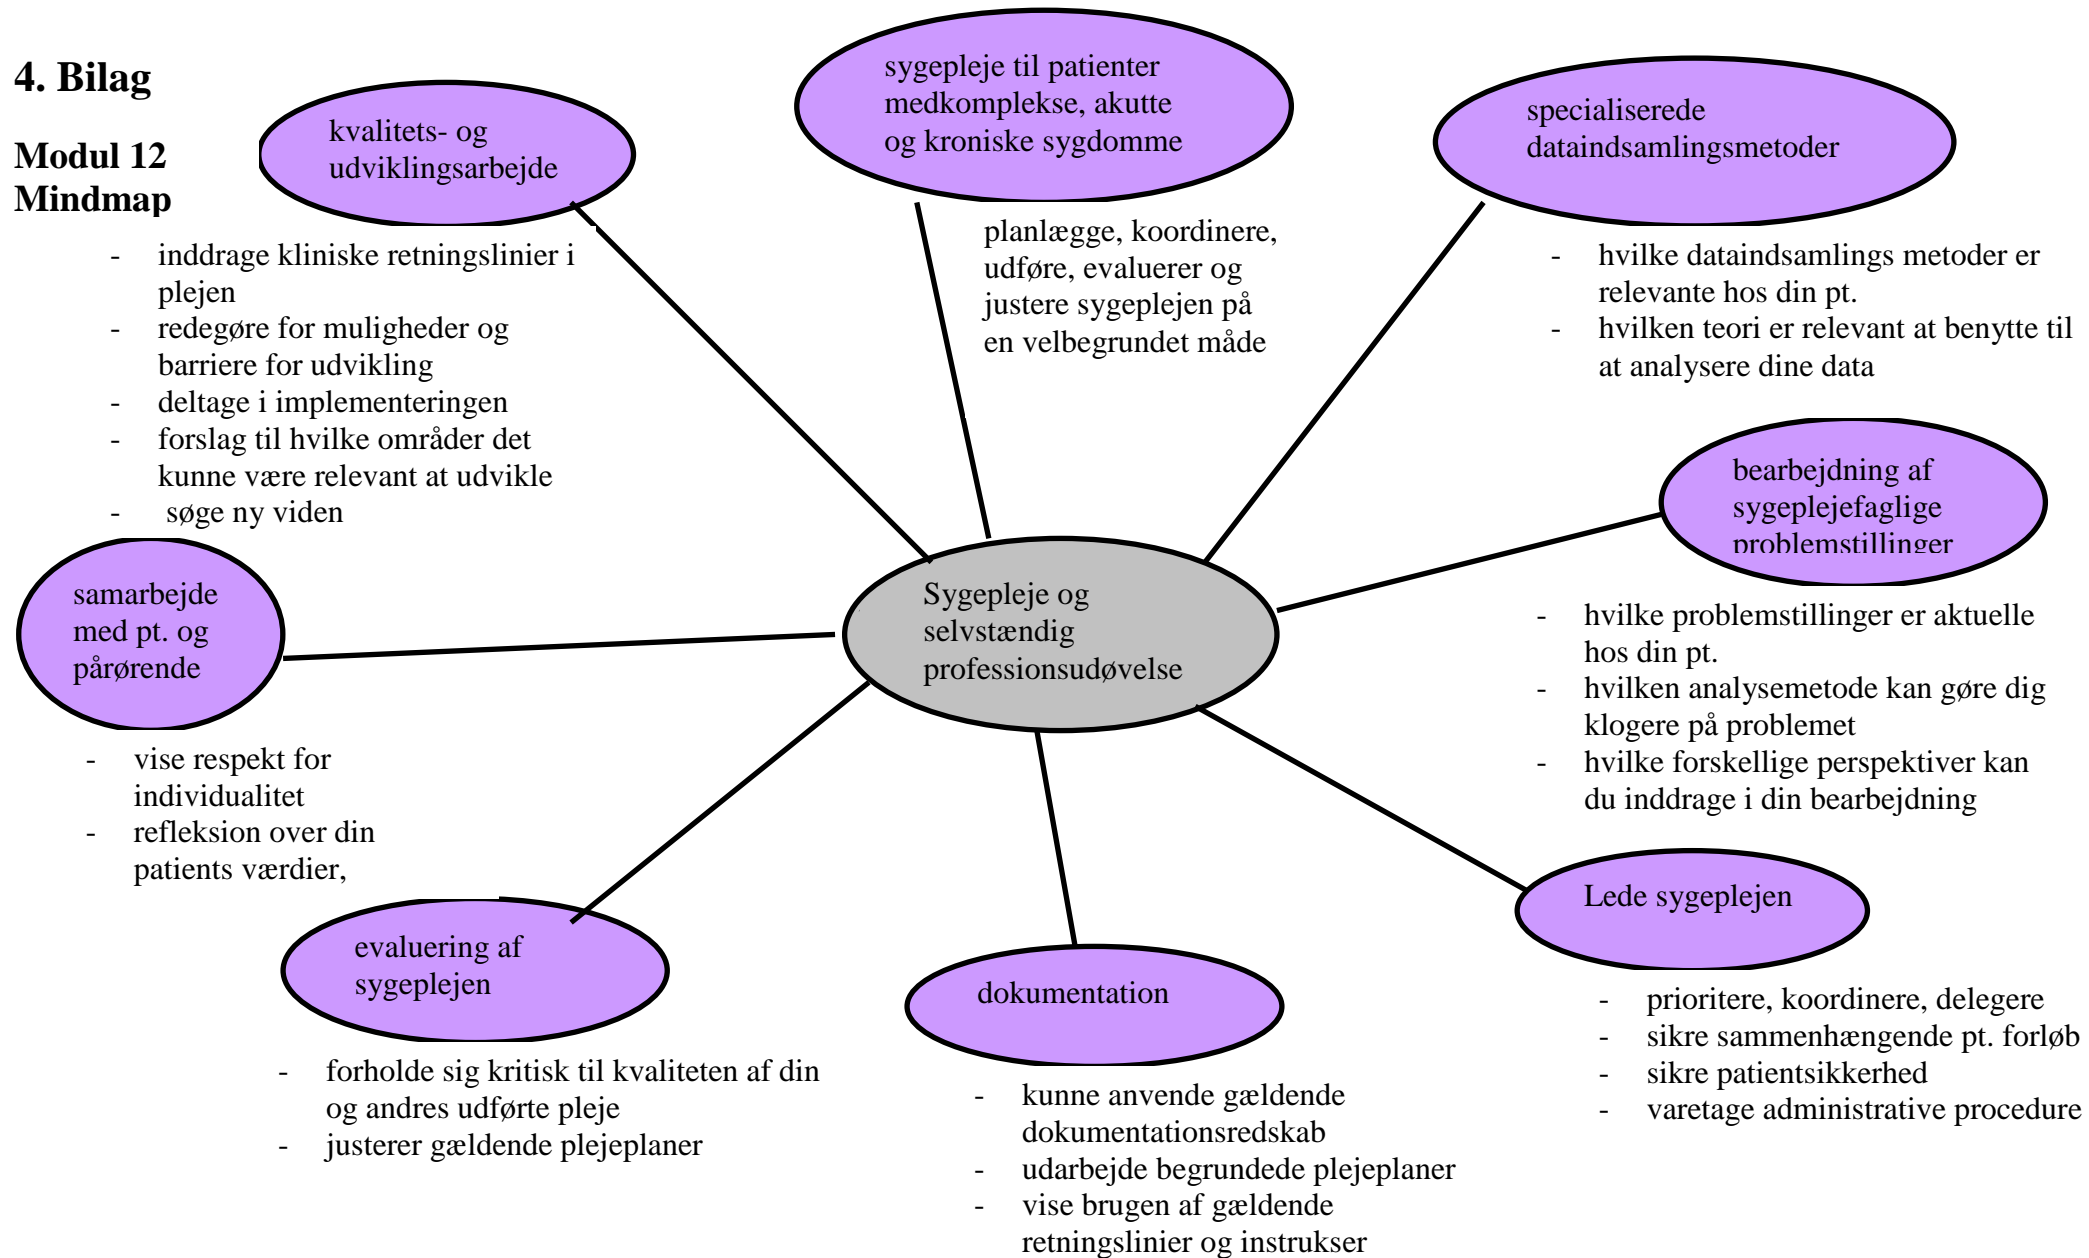 4. Bilag
Modul 12
Mindmap
kvalitets- og
udviklingsarbejde
- inddrage kliniske retningslinier i
plejen
- redegøre for muligheder og
barriere for udvikling
- deltage i implementeringen
- forslag til hvilke områder det
kunne være relevant at udvikle
- søge ny viden
sygepleje til patienter
medkomplekse, akutte
og kroniske sygdomme
planlægge, koordinere,
udføre, evaluerer og
justere sygeplejen på
en velbegrundet måde
specialiserede
dataindsamlingsmetoder
- hvilke dataindsamlings metoder er
relevante hos din pt.
- hvilken teori er relevant at benytte til
at analysere dine data
bearbejdning af
sygeplejefaglige
problemstillinger
- hvilke problemstillinger er aktuelle
hos din pt.
- hvilken analysemetode kan gøre dig
klogere på problemet
- hvilke forskellige perspektiver kan
du inddrage i din bearbejdning
Sygepleje og
selvstændig
professionsudøvelse
samarbejde
med pt. og
pårørende
- vise respekt for
individualitet
- refleksion over din
patients værdier,
evaluering af
sygeplejen
- forholde sig kritisk til kvaliteten af din
og andres udførte pleje
- justerer gældende plejeplaner
dokumentation
- kunne anvende gældende
dokumentationsredskab
- udarbejde begrundede plejeplaner
- vise brugen af gældende
retningslinier og instrukser
Lede sygeplejen
- prioritere, koordinere, delegere
- sikre sammenhængende pt. forløb
- sikre patientsikkerhed
- varetage administrative procedure